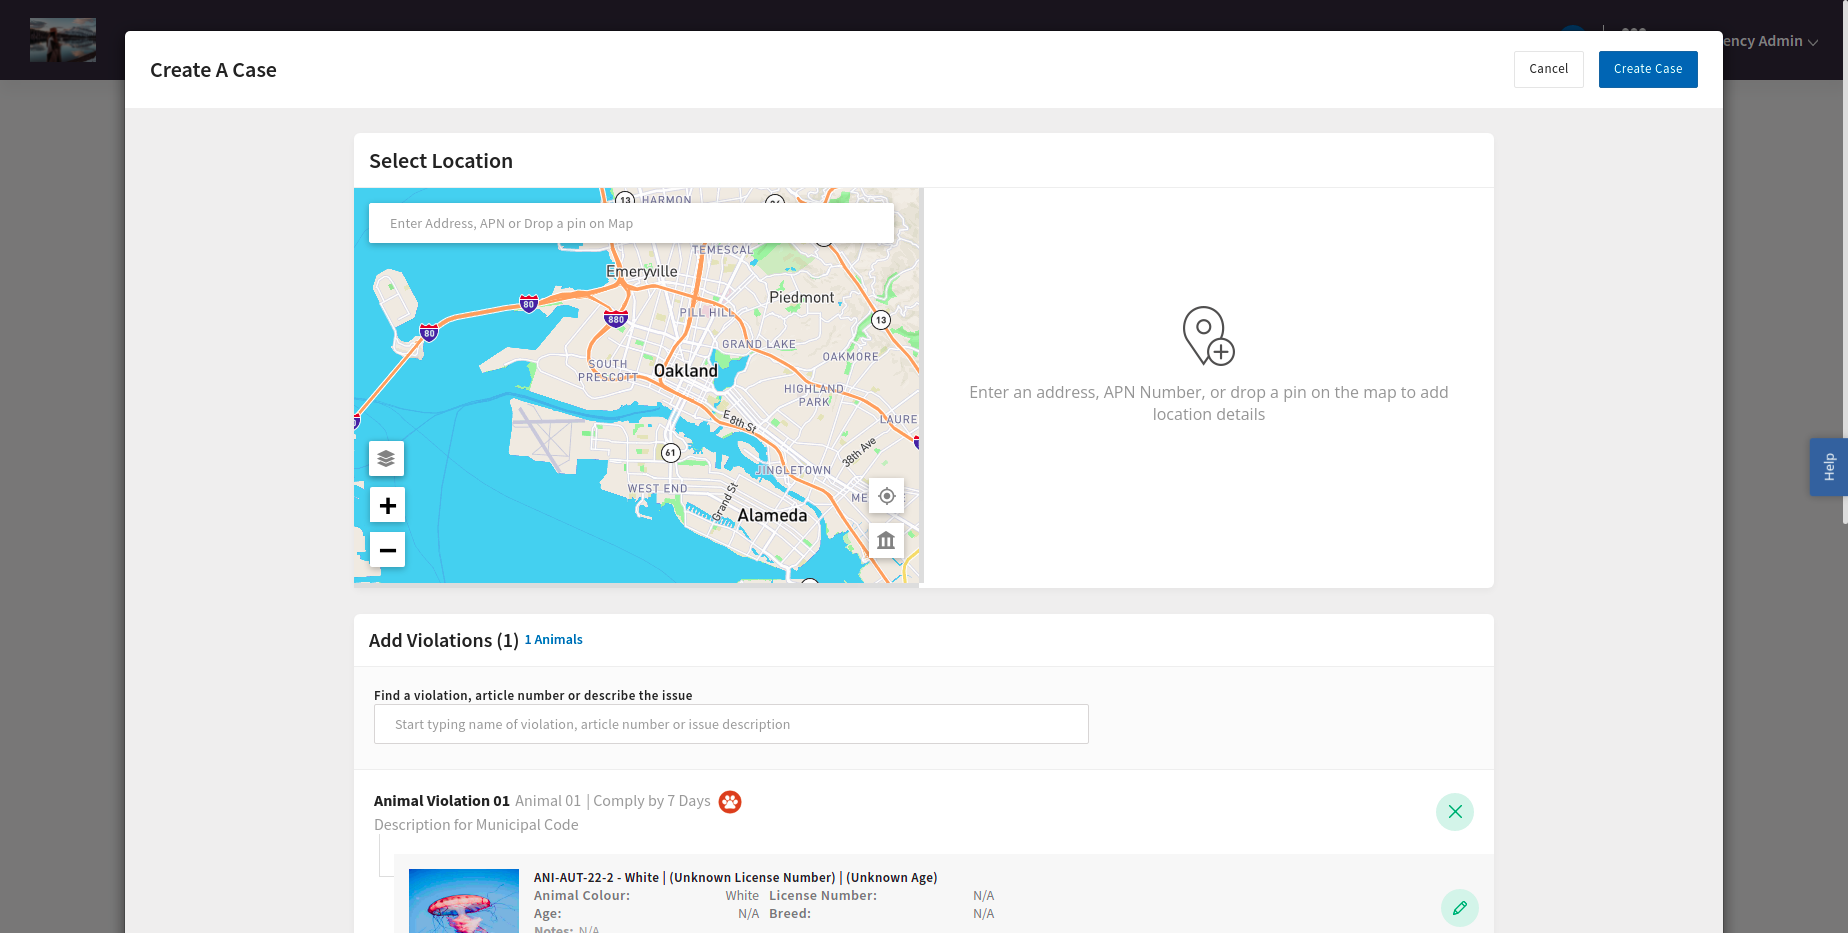 ency Admin
Create A Case
Cancel
Create Case
Select Location
13
HARMON
Enter Address, APN or Drop a pin on Map
TEMESCAL
Emeryville
Piedmont
80
880
PILL HILL
13
80
GRAND LAKE
OAKMORE
SOUTH
PRESCOTT
Oakland
HIGHLAND
PARK
LAURE
E 8th St
38th Ave
61
JINGLETOWN
WEST END
Grand St
ME
Alameda
Enter an address, APN Number, or drop a pin on the map to add
location details
Help
Add Violations (1) 1 Animals
Find a violation, article number or describe the issue
Start typing name of violation, article number or issue description
Animal Violation 01 Animal 01 | Comply by 7 Days
Description for Municipal Code
ANI-AUT-22-2 - White | (Unknown License Number) | (Unknown Age)
Animal Colour: White License Number: N/A
Age: N/A Breed: N/A
Notes: N/A